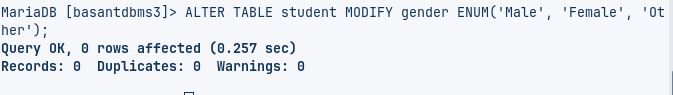 MariaDB [basantdbms3]> ALTER TABLE student MODIFY gender ENUM('Male', 'Female', 'Ot
her');
Query OK, 0 rows affected (0.257 sec)
Records: 0  Duplicates: 0  Warnings: 0